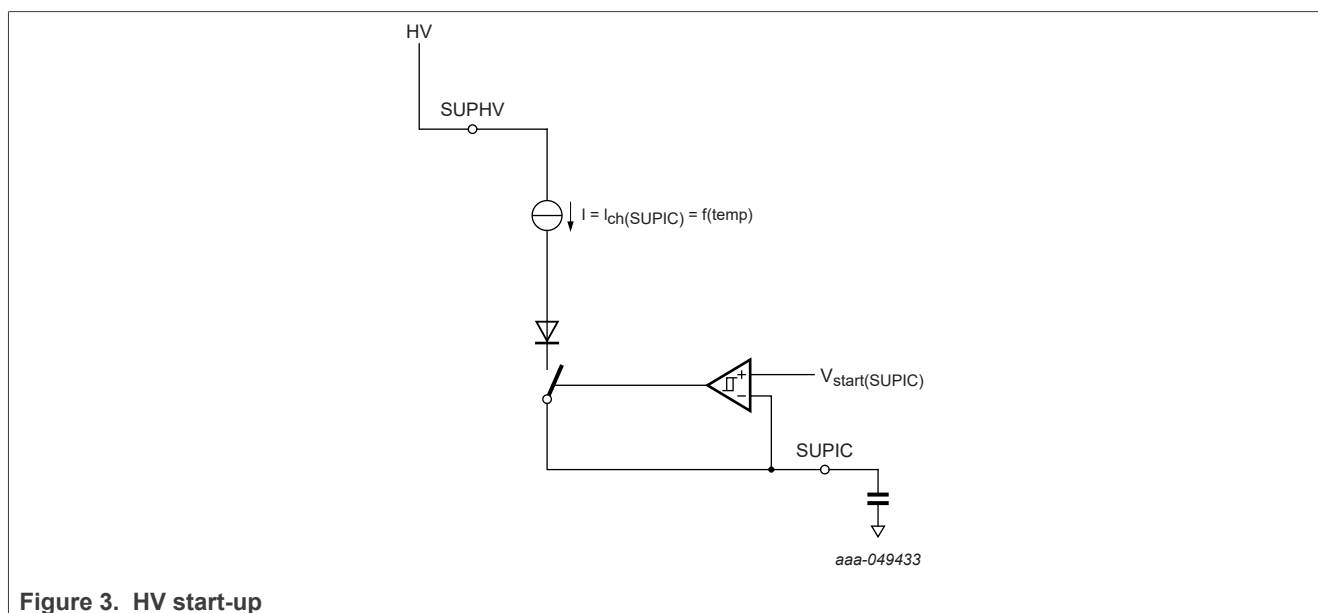 HV
SUPHV
I = Ich(SUPIC) = f(temp)
+
Vstart(SUPIC)
−
SUPIC
aaa-049433
Figure 3. HV start-up